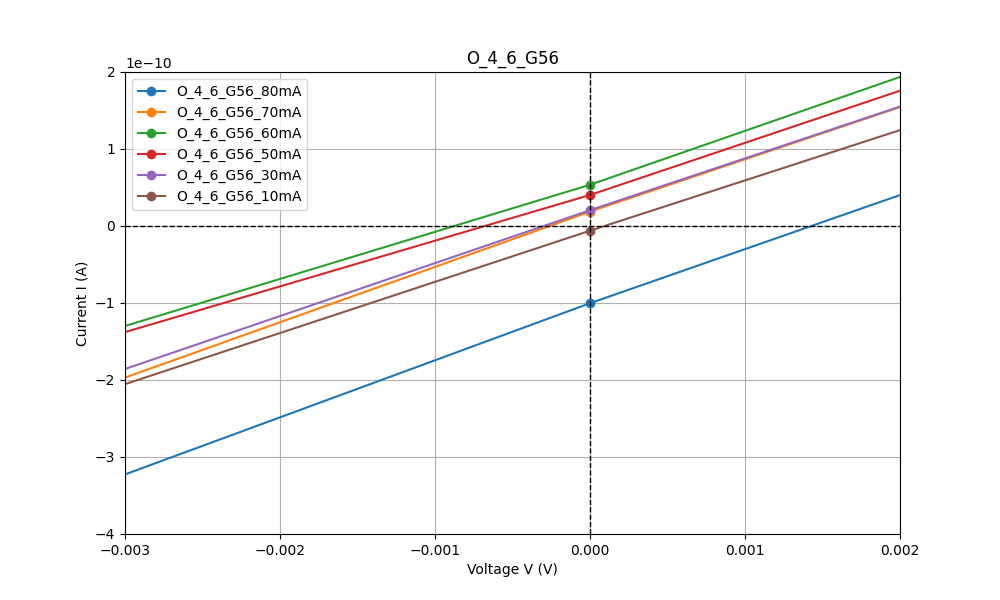 O_4_6_G56
1e−10
O_4_6_G56_80mA
O_4_6_G56_70mA
O_4_6_G56_60mA
O_4_6_G56_50mA
O_4_6_G56_30mA
O_4_6_G56_10mA
2
1
0
−1
−2
−3
−4
Current I (A)
−0.003 −0.002 −0.001 0.000 0.001 0.002
Voltage V (V)